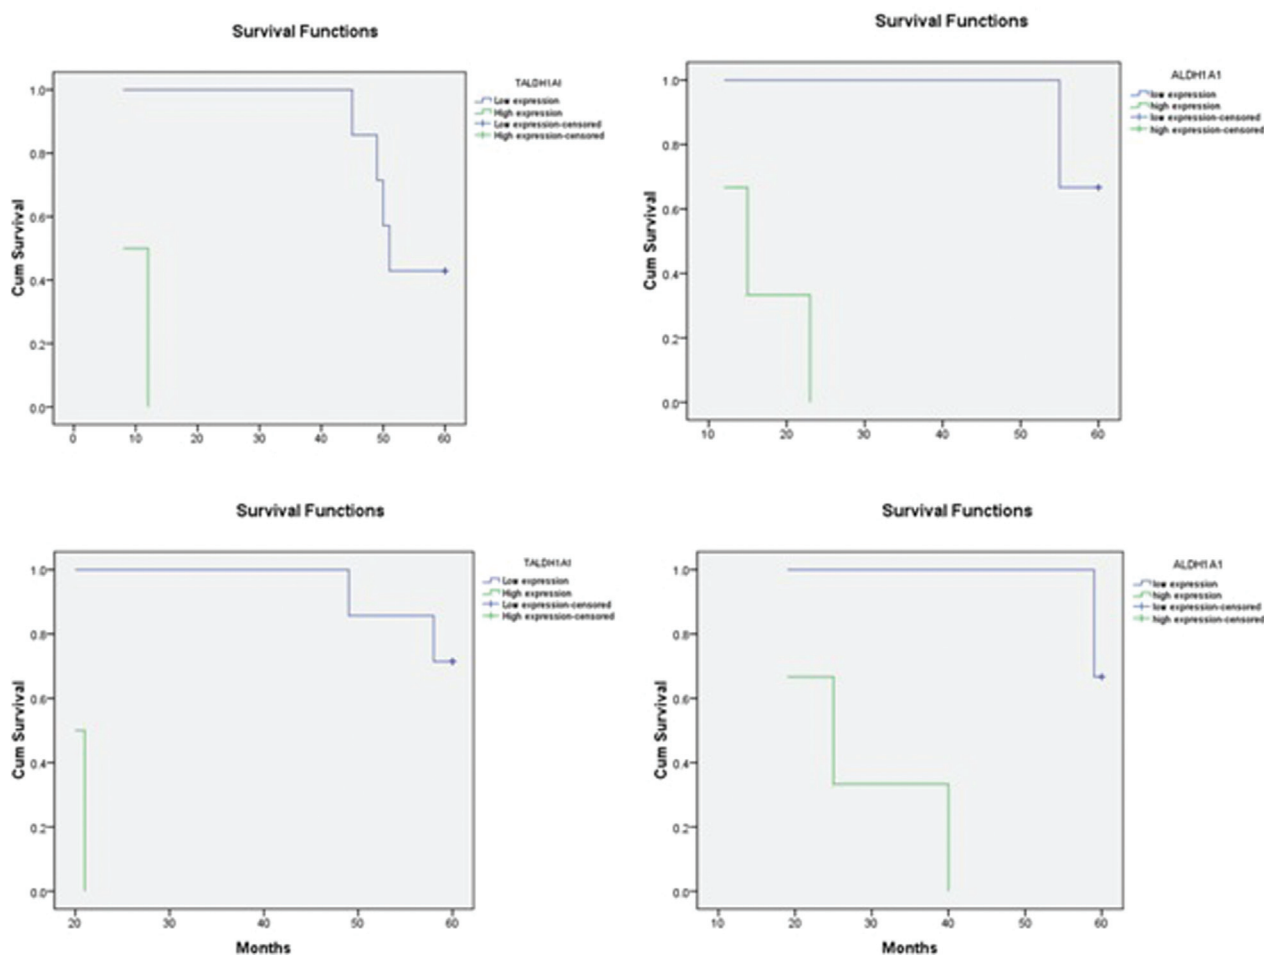 Survival Functions
TALDH1A1
Low expression
High expression
Low expression-censored
High expression-censored
Cum Survival
1.0
0.8
0.6
0.4
0.2
0.0
0 10 20 30 40 50 60
Survival Functions
ALDH1A1
low expression
high expression
low expression-censored
high expression-censored
Cum Survival
1.0
0.8
0.6
0.4
0.2
0.0
10 20 30 40 50 60
Survival Functions
TALDH1A1
Low expression
High expression
Low expression-censored
High expression-censored
Cum Survival
1.0
0.8
0.6
0.4
0.2
0.0
20 30 40 50 60
Months
Survival Functions
ALDH1A1
low expression
high expression
low expression-censored
high expression-censored
Cum Survival
1.0
0.8
0.6
0.4
0.2
0.0
10 20 30 40 50 60
Months